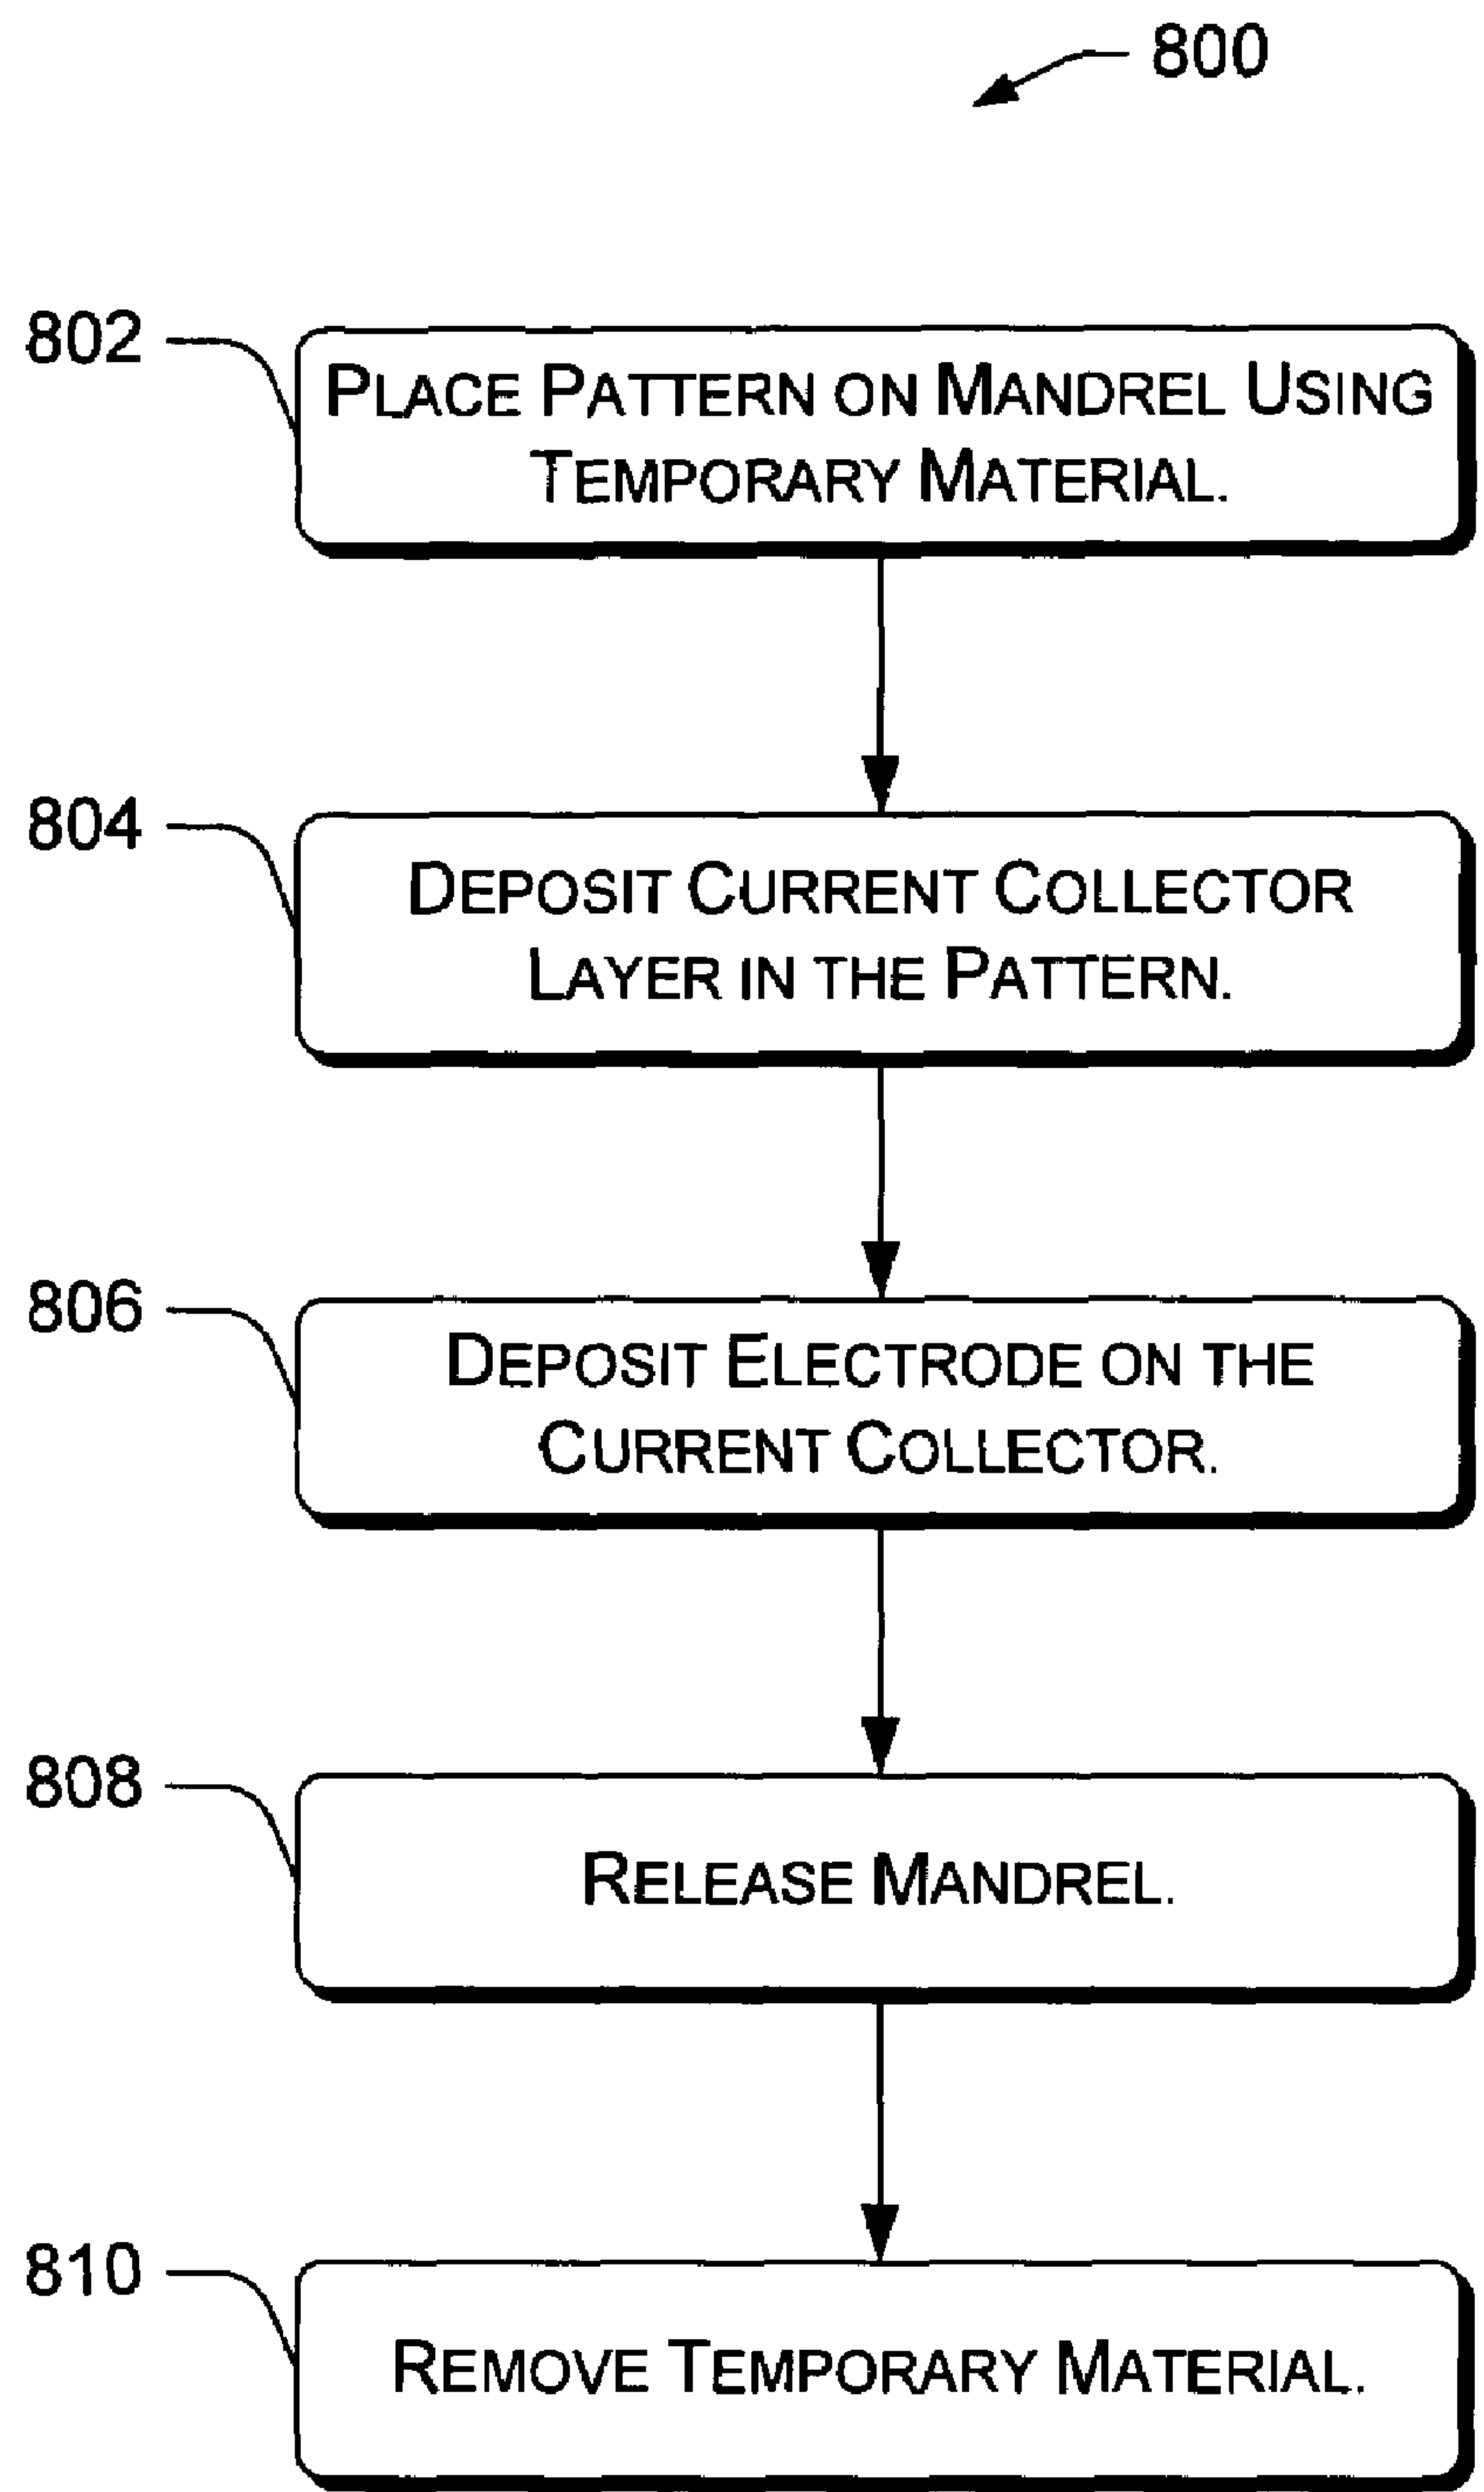 800
802
PLACE PATTERN ON MANDREL USING
TEMPORARY MATERIAL.
804
DEPOSIT CURRENT COLLECTOR
LAYER IN THE PATTERN.
806
DEPOSIT ELECTRODE ON THE
CURRENT COLLECTOR.
808
RELEASE MANDREL.
810
REMOVE TEMPORARY MATERIAL.